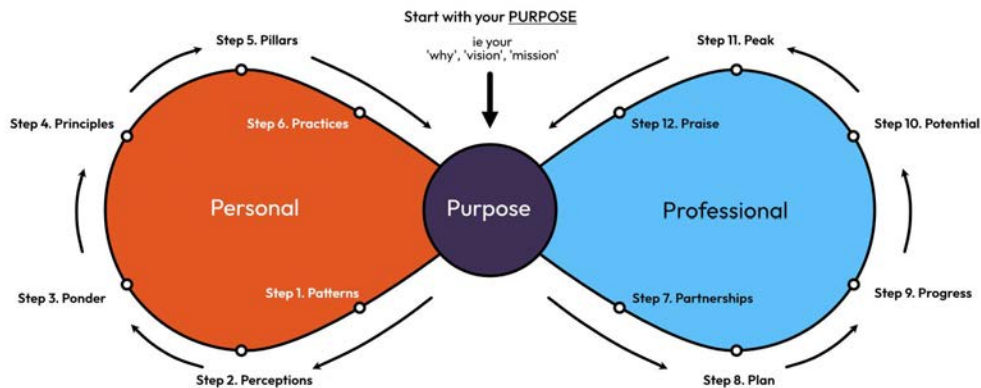 Start with your PURPOSE
ie your
'why', 'vision', 'mission'
Step 5. Pillars
Step 11. Peak
Step 4. Principles
Step 6. Practices
Step 12. Praise
Step 10. Potential
Personal
Purpose
Professional
Step 3. Ponder
Step 1. Patterns
Step 7. Partnerships
Step 9. Progress
Step 2. Perceptions
Step 8. Plan